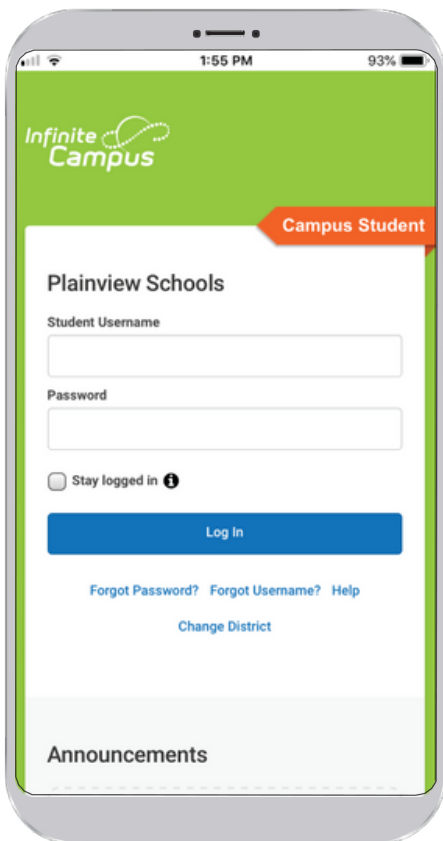 1:55 PM 93%
Infinite
Campus
Campus Student
Plainview Schools
Student Username
Password
Stay logged in
Log In
Forgot Password? Forgot Username? Help
Change District
Announcements